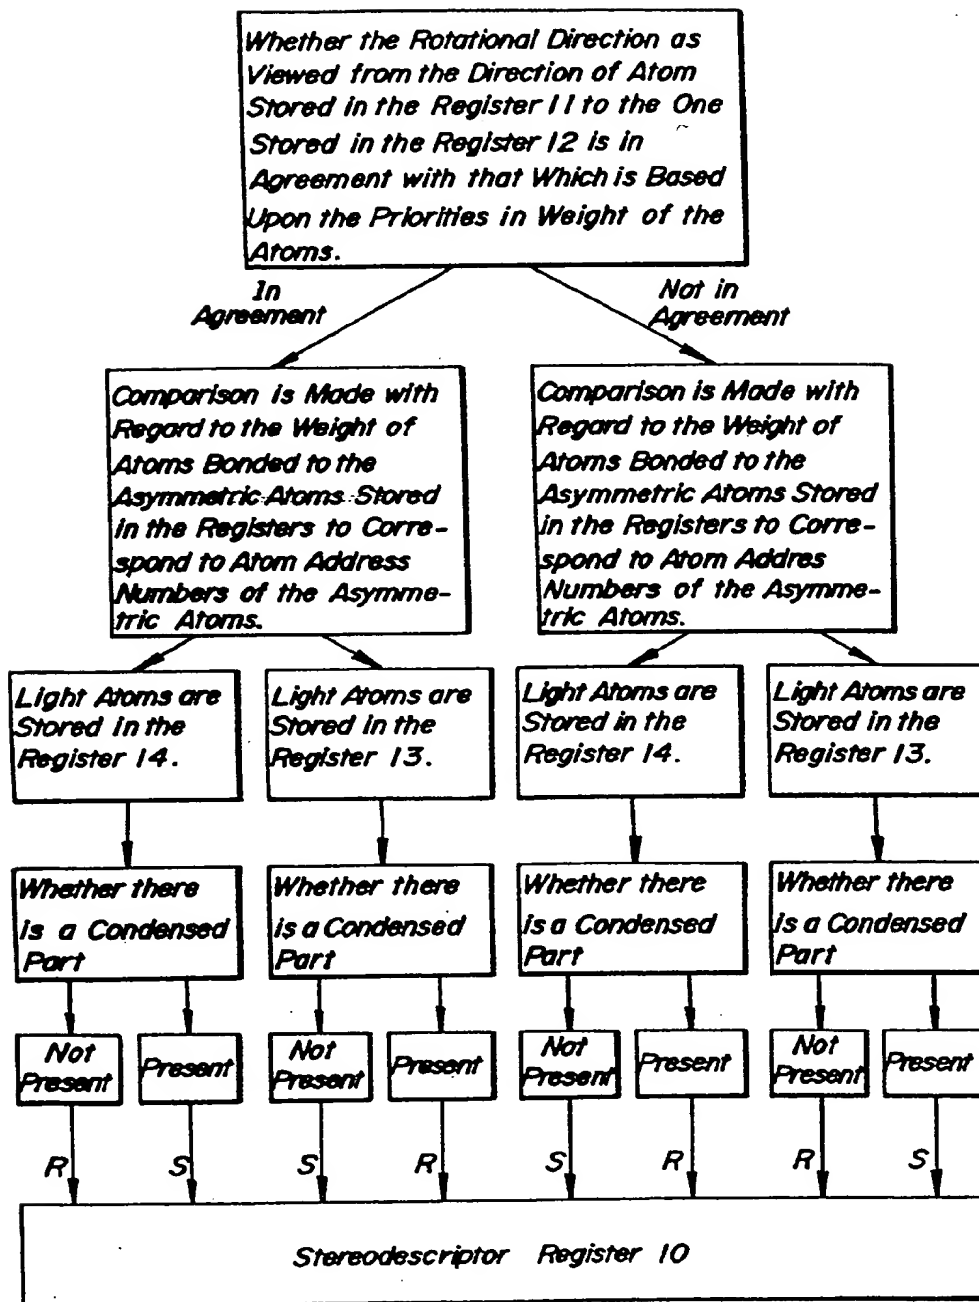 Whether the Rotational Direction as
Viewed from the Direction of Atom
Stored in the Register 11 to the One
Stored in the Register 12 is in
Agreement with that Which is Based
Upon the Priorities in Weight of the
Atoms.
In
Agreement
Not in
Agreement
Comparison is Made with
Regard to the Weight of
Atoms Bonded to the
Asymmetric Atoms Stored
in the Registers to Corre-
spond to Atom Address
Numbers of the Asymme-
tric Atoms.
Comparison is Made with
Regard to the Weight of
Atoms Bonded to the
Asymmetric Atoms Stored
in the Registers to Corre-
spond to Atom Addres
Numbers of the Asymme-
tric Atoms.
Light Atoms are
Stored in the
Register 14.
Light Atoms are
Stored in the
Register 13.
Light Atoms are
Stored in the
Register 14.
Light Atoms are
Stored in the
Register 13.
Whether there
is a Condensed
Part
Whether there
is a Condensed
Part
Whether there
is a Condensed
Part
Whether there
is a Condensed
Part
Not
Present
Present
Not
Present
Present
Not
Present
Present
Not
Present
Present
R
S
S
R
S
R
R
S
Stereodescriptor Register 10